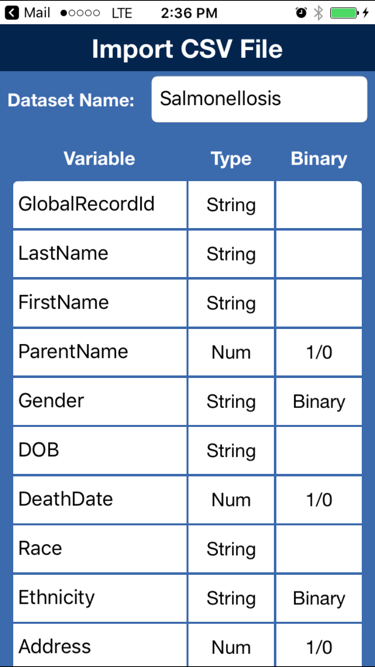 Mail LTE 2:36 PM
Import CSV File
Dataset Name: Salmonellosis
Variable Type Binary
GlobalRecordId String
LastName String
FirstName String
ParentName Num 1/0
Gender String Binary
DOB String
DeathDate Num 1/0
Race String
Ethnicity String Binary
Address Num 1/0